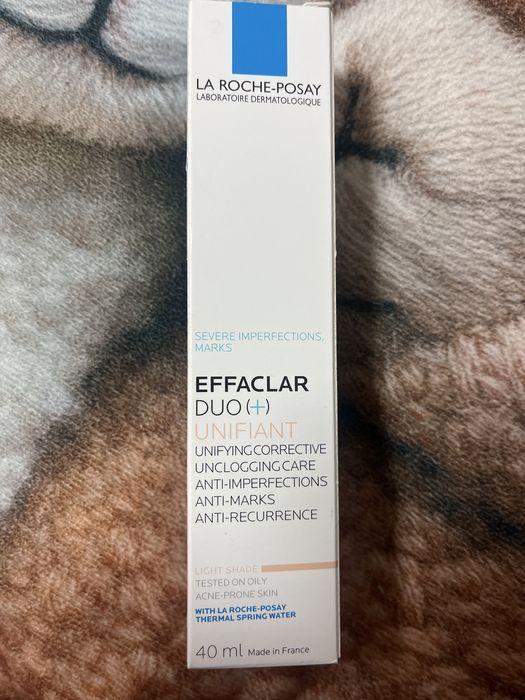 LA ROCHE-POSAY
LABORATOIRE DERMATOLOGIQUE
SEVERE IMPERFECTIONS,
MARKS
EFFACLAR
DUO(+)
UNIFIANT
UNIFYING CORRECTIVE
UNCLOGGING CARE
ANTI-IMPERFECTIONS
ANTI-MARKS
ANTI-RECURRENCE
LIGHT SHADE
TESTED ON OILY
ACNE-PRONE SKIN
WITH LA ROCHE-POSAY
THERMAL SPRING WATER
40 ml Made in France